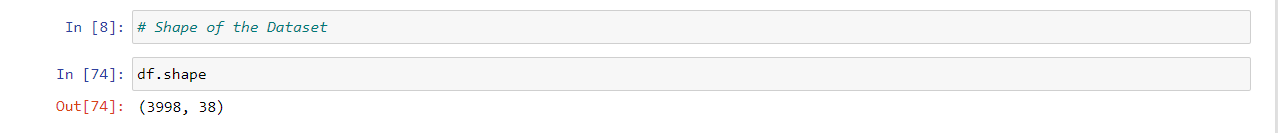 In [8]: # Shape of the Dataset
In [74]: df.shape
Out[74]: (3998, 38)